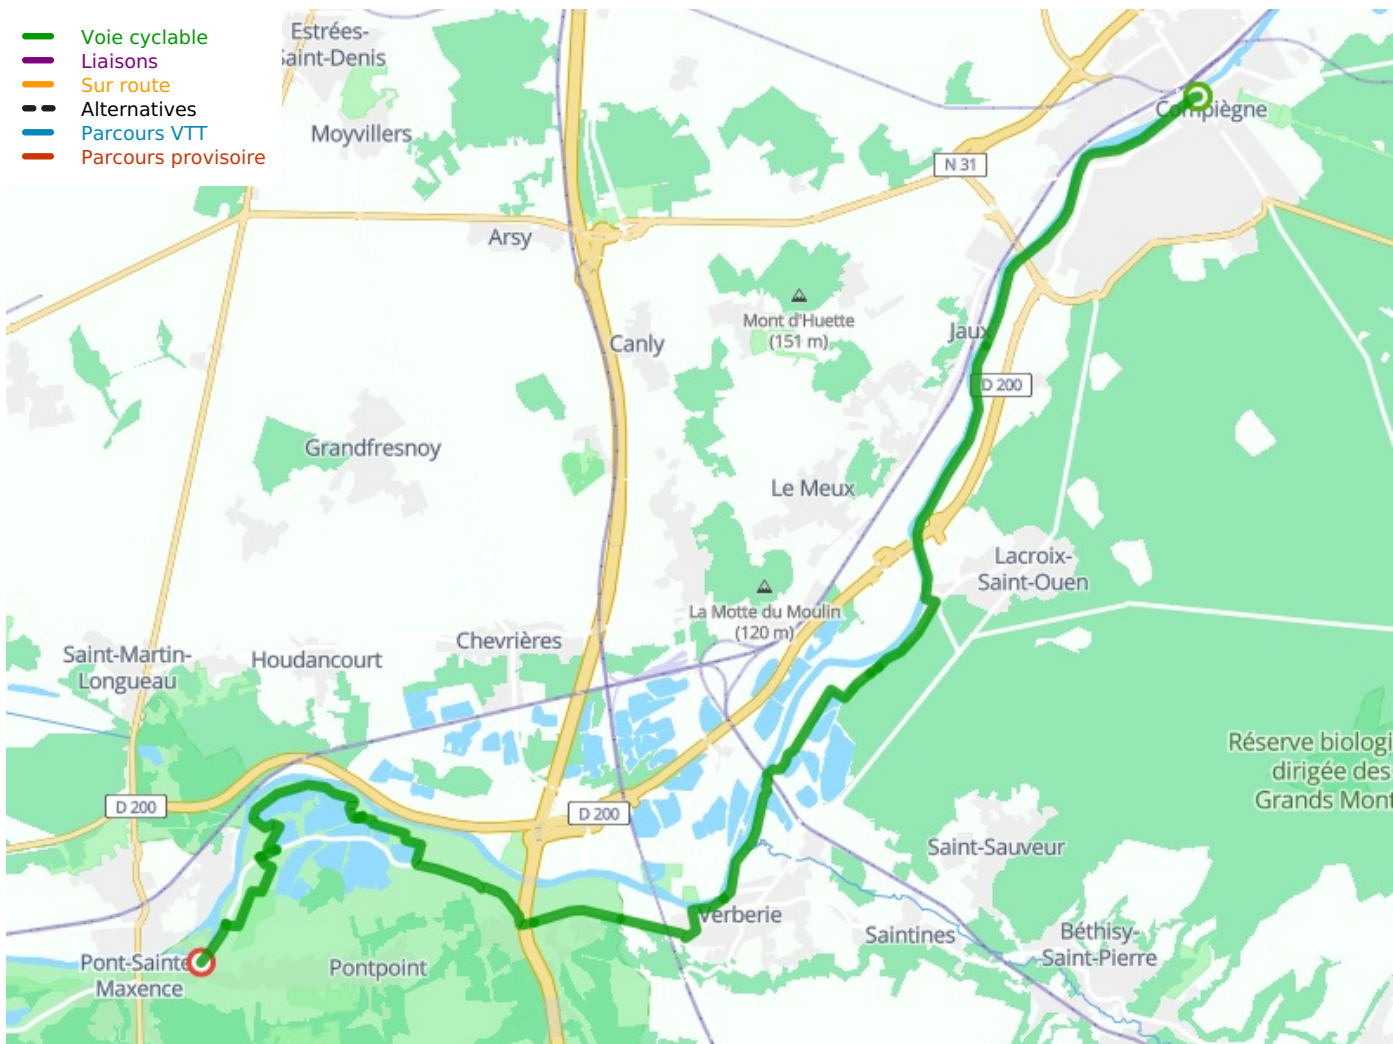 Voie cyclable
Liaisons
Sur route
Alternatives
Parcours VTT
Parcours provisoire
Estrées-
Saint-Denis
Moyvillers
Compiègne
N 31
Arsy
Mont d'Huette
(151 m)
Jaux
Canly
D 200
Grandfresnoy
Le Meux
Lacroix-
Saint-Ouen
La Motte du Moulin
(120 m)
Chevrières
Saint-Martin-
Longueau
Houdancourt
Réserve biologi
dirigée des
Grands Mont
D 200
D 200
Saint-Sauveur
Verberie
Saintines
Béthisy-
Saint-Pierre
Pont-Sainte
Maxence
Pontpoint